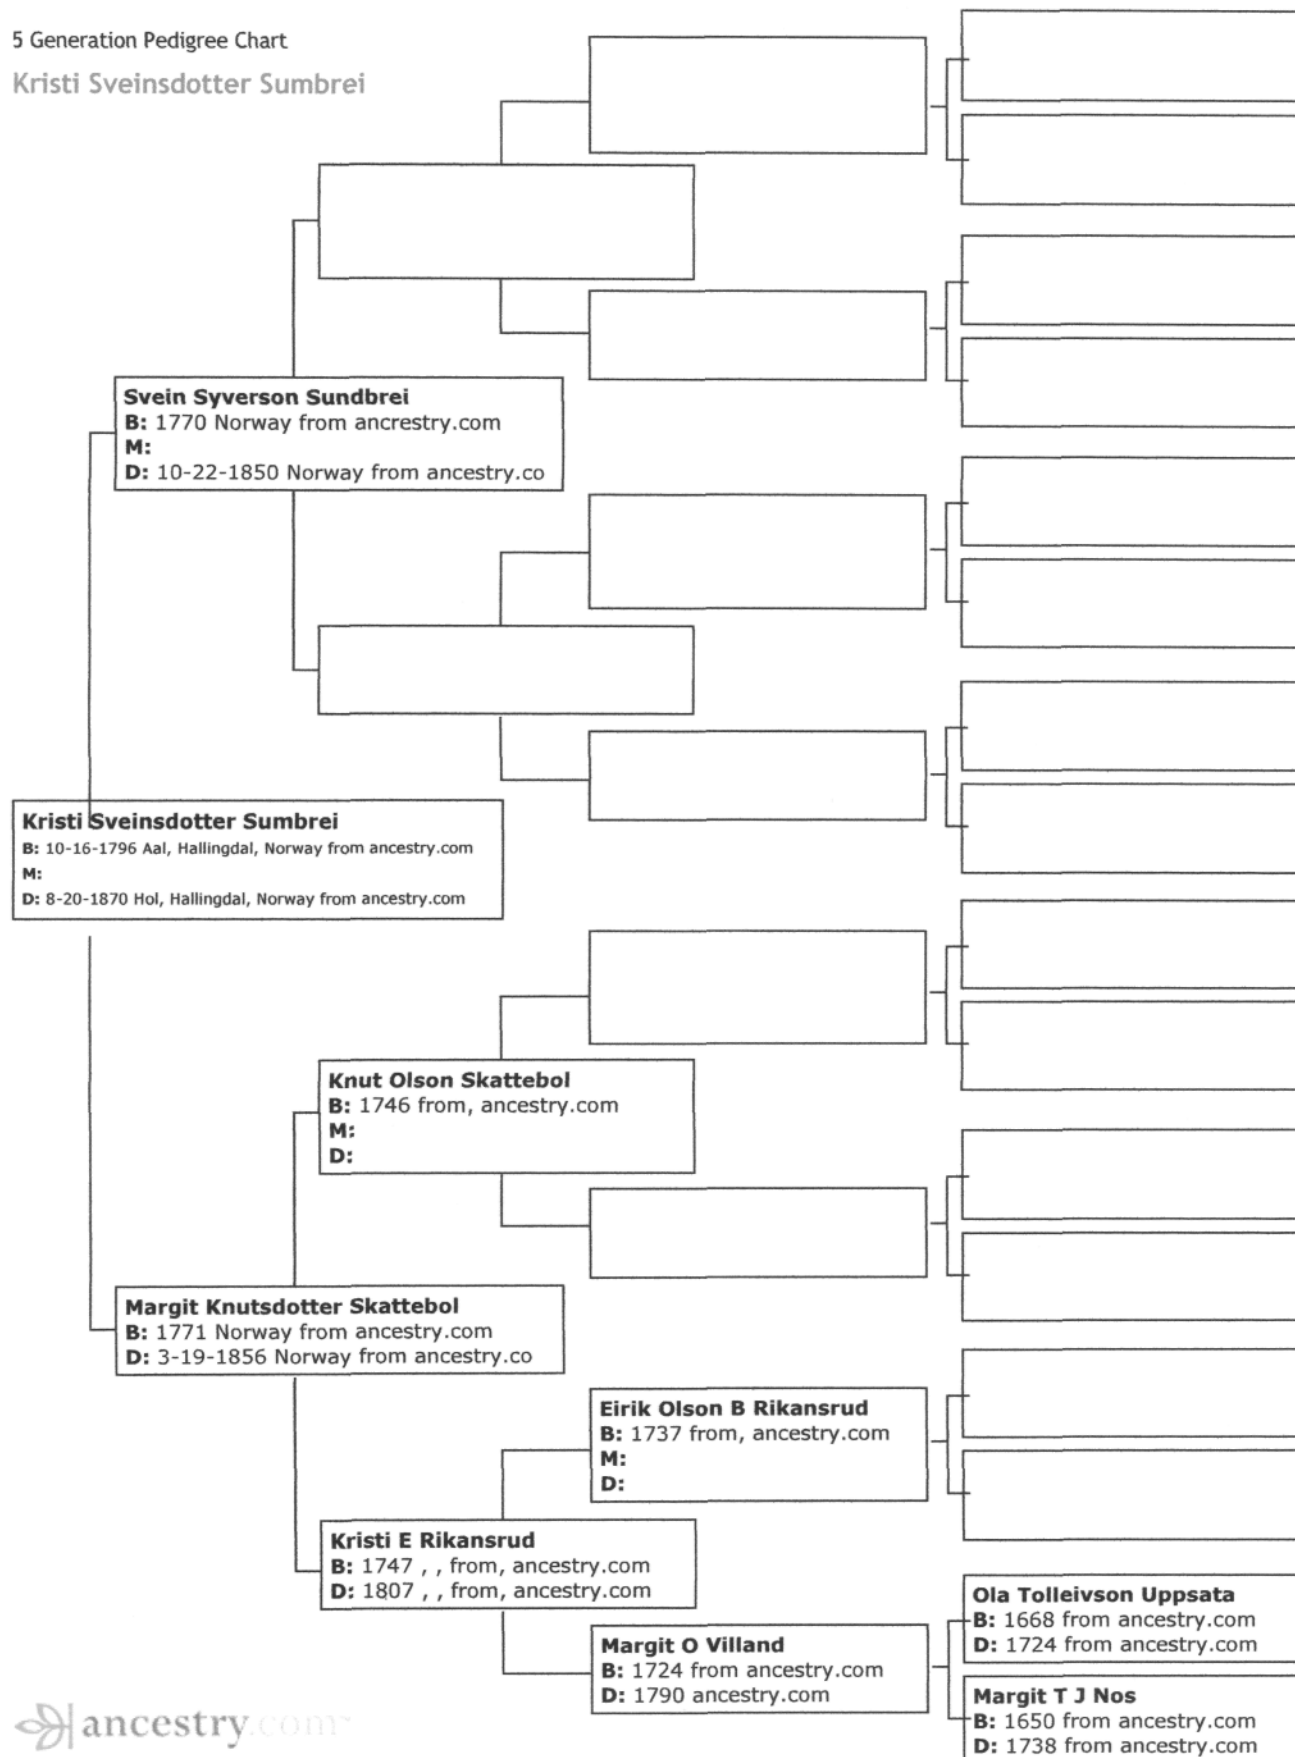 5 Generation Pedigree Chart
Kristi Sveinsdotter Sumbrei
Svein Syverson Sundbrei
B: 1770 Norway from ancrestry.com
M:
D: 10-22-1850 Norway from ancestry.co
Kristi Sveinsdotter Sumbrei
B: 10-16-1796 Aal, Hallingdal, Norway from ancestry.com
M:
D: 8-20-1870 Hol, Hallingdal, Norway from ancestry.com
Knut Olson Skattebol
B: 1746 from, ancestry.com
M:
D:
Margit Knutsdotter Skattebol
B: 1771 Norway from ancestry.com
D: 3-19-1856 Norway from ancestry.co
Eirik Olson B Rikansrud
B: 1737 from, ancestry.com
M:
D:
Kristi E Rikansrud
B: 1747 , , from, ancestry.com
D: 1807 , , from, ancestry.com
Margit O Villand
B: 1724 from ancestry.com
D: 1790 ancestry.com
Ola Tolleivson Uppsata
B: 1668 from ancestry.com
D: 1724 from ancestry.com
Margit T J Nos
B: 1650 from ancestry.com
D: 1738 from ancestry.com
ancestry.com